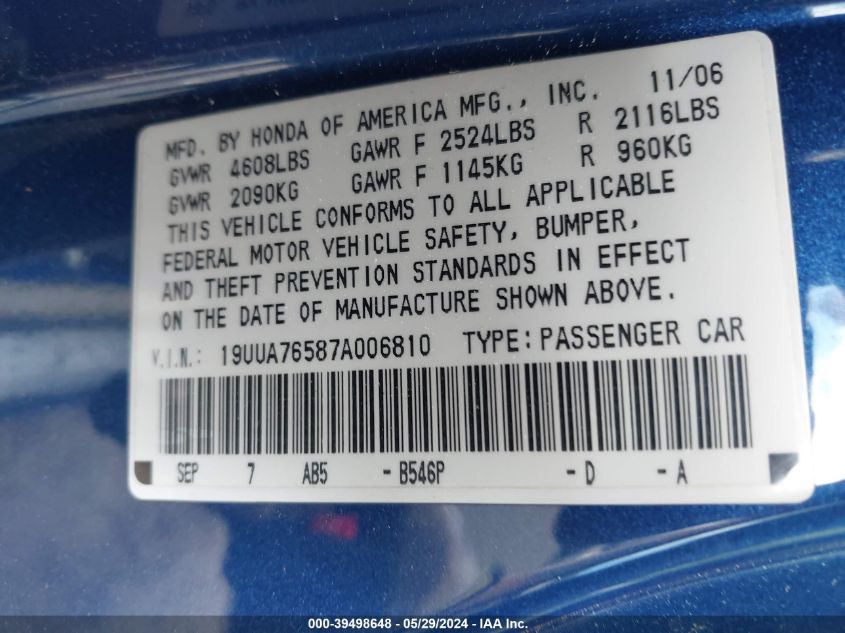 MFD. BY HONDA OF AMERICA MFG., INC. 11/06
GVWR 4608LBS GAWR F 2524LBS R 2116LBS
GVWR 2090KG GAWR F 1145KG R 960KG
THIS VEHICLE CONFORMS TO ALL APPLICABLE
FEDERAL MOTOR VEHICLE SAFETY, BUMPER,
AND THEFT PREVENTION STANDARDS IN EFFECT
ON THE DATE OF MANUFACTURE SHOWN ABOVE.
V.I.N.: 19UUA76587A006810 TYPE: PASSENGER CAR
SEP 7 AB5 - B546P - D - A
000-39498648 - 05/29/2024 - IAA Inc.